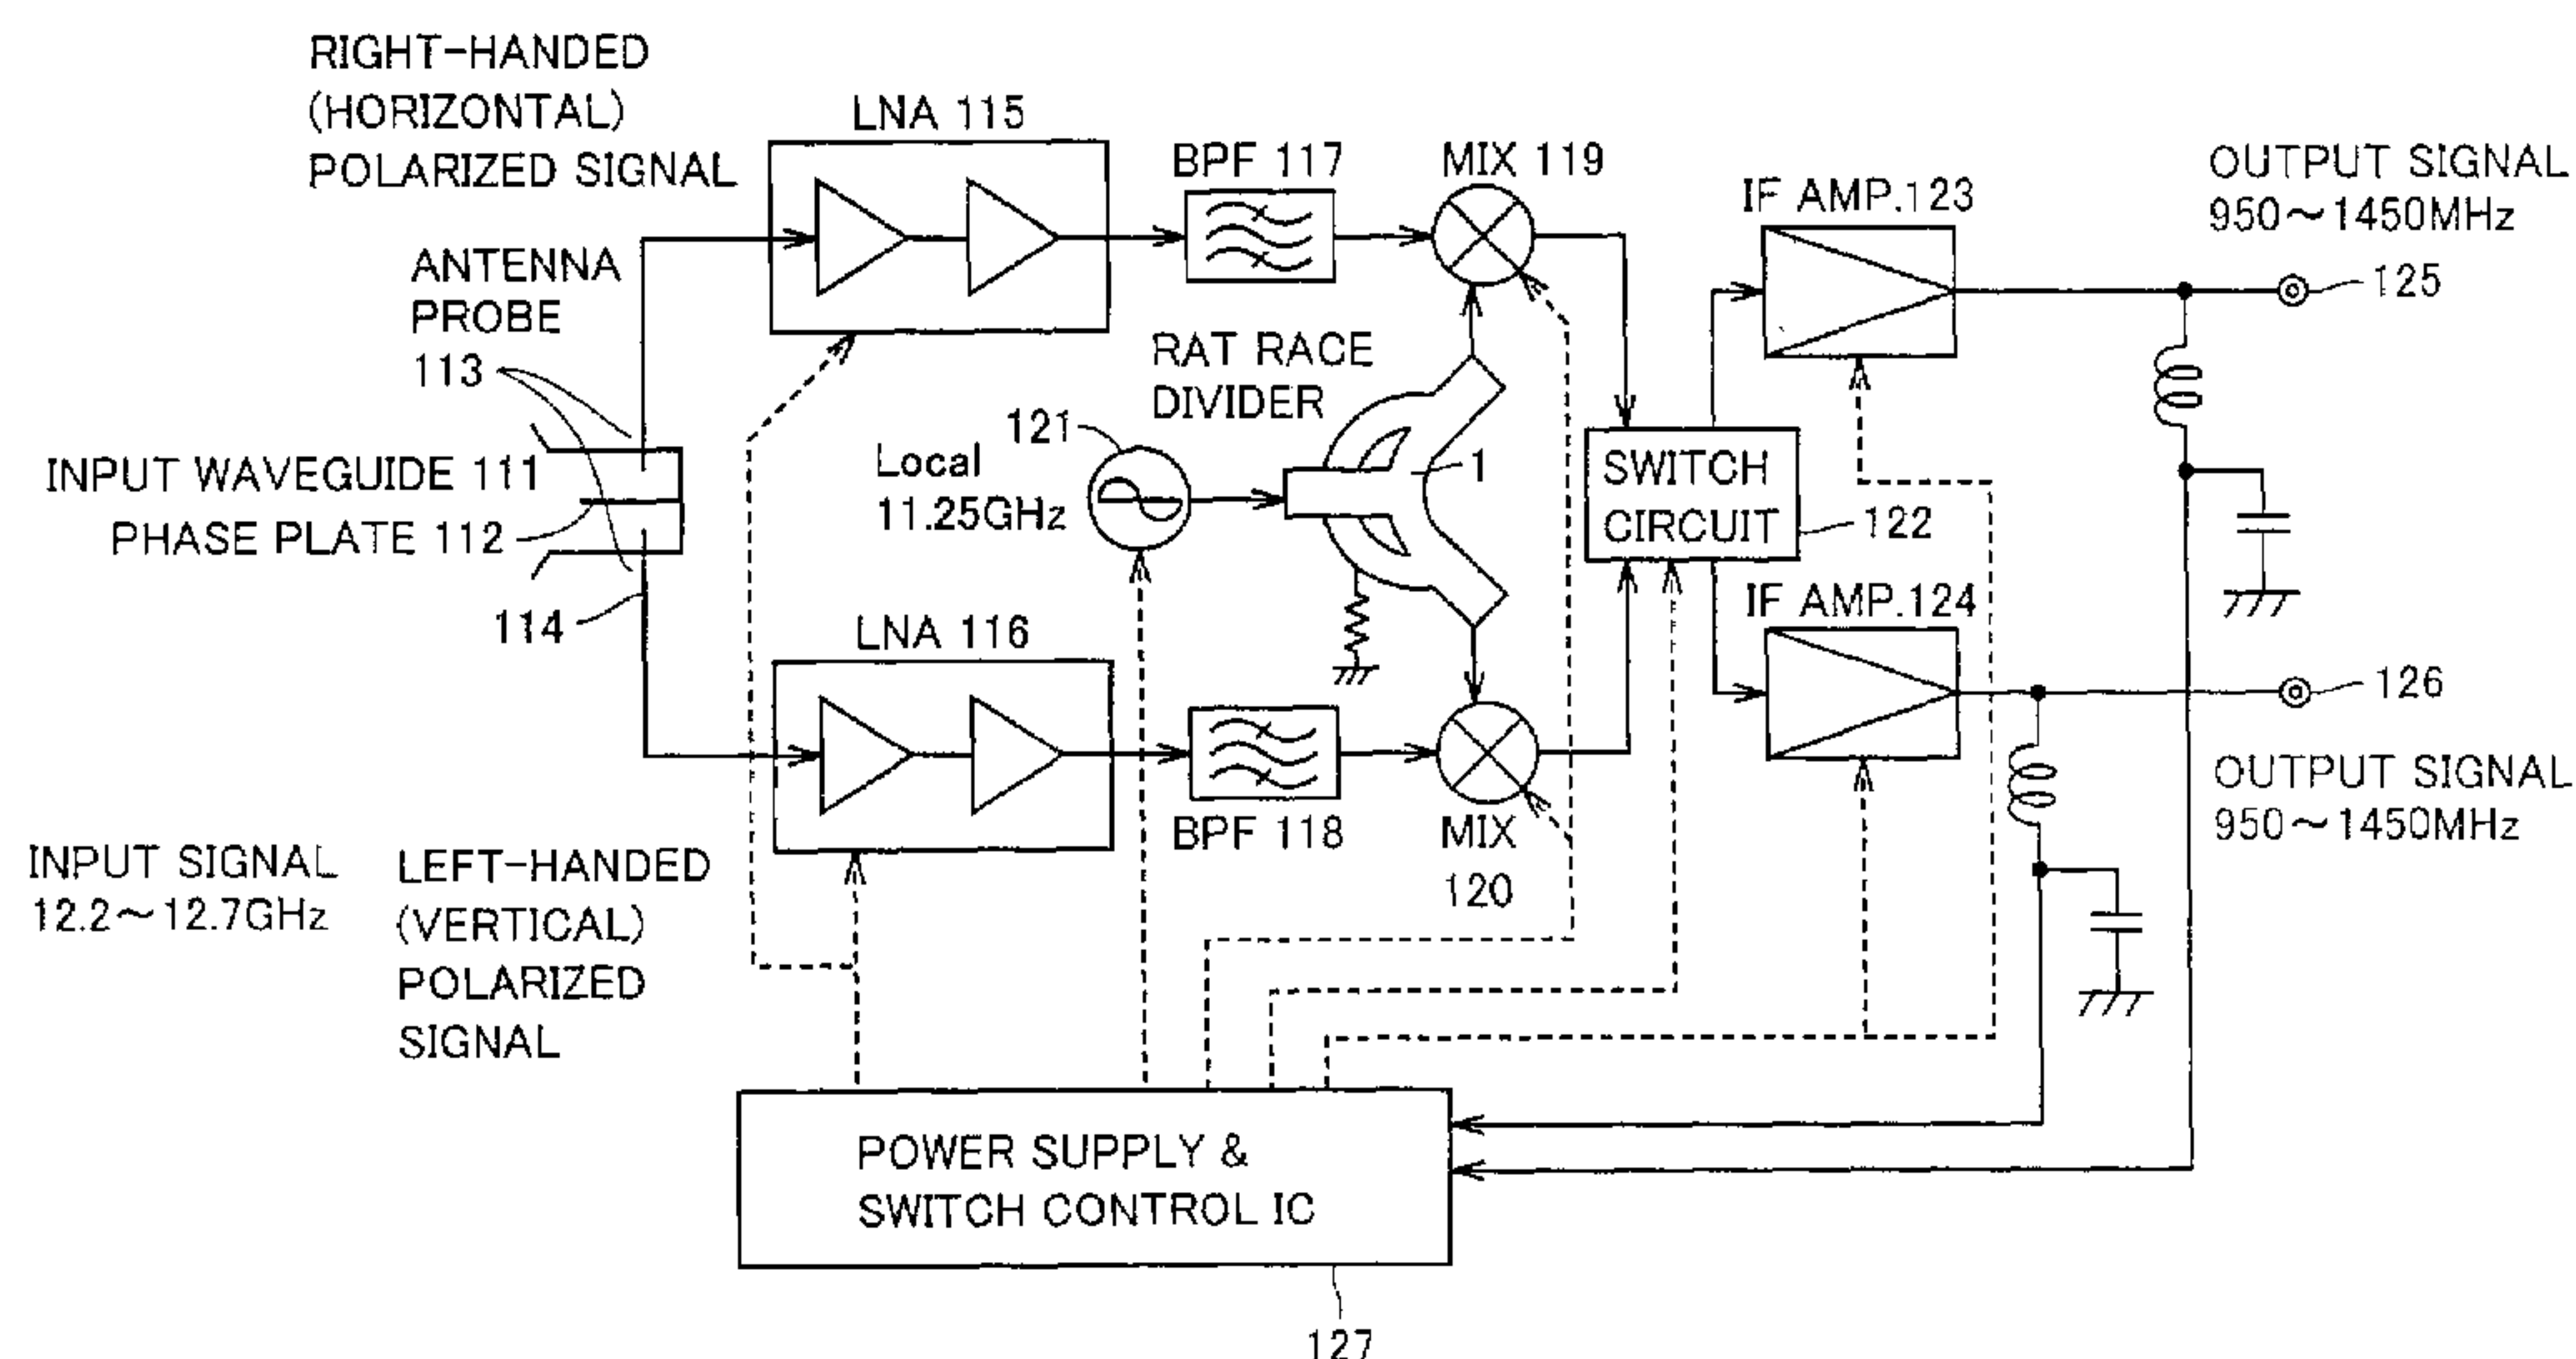 RIGHT-HANDED
(HORIZONTAL)
POLARIZED SIGNAL
LNA 115
BPF 117
MIX 119
IF AMP.123
OUTPUT SIGNAL
950～1450MHz
125
ANTENNA
PROBE
113
RAT RACE
DIVIDER
121
Local
11.25GHz
1
SWITCH
CIRCUIT
122
INPUT WAVEGUIDE 111
PHASE PLATE 112
114
LNA 116
BPF 118
MIX
120
IF AMP.124
126
OUTPUT SIGNAL
950～1450MHz
INPUT SIGNAL
12.2～12.7GHz
LEFT-HANDED
(VERTICAL)
POLARIZED
SIGNAL
POWER SUPPLY &
SWITCH CONTROL IC
127